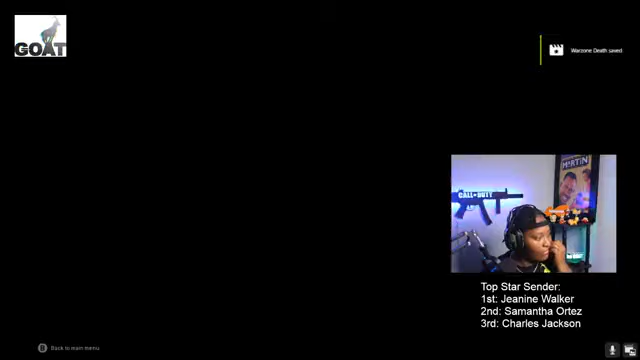 GOAT
Warzone Death saved
MARTIN
CALL OF DUTY
Top Star Sender:
1st: Jeanine Walker
2nd: Samantha Ortez
3rd: Charles Jackson
B Back to main menu